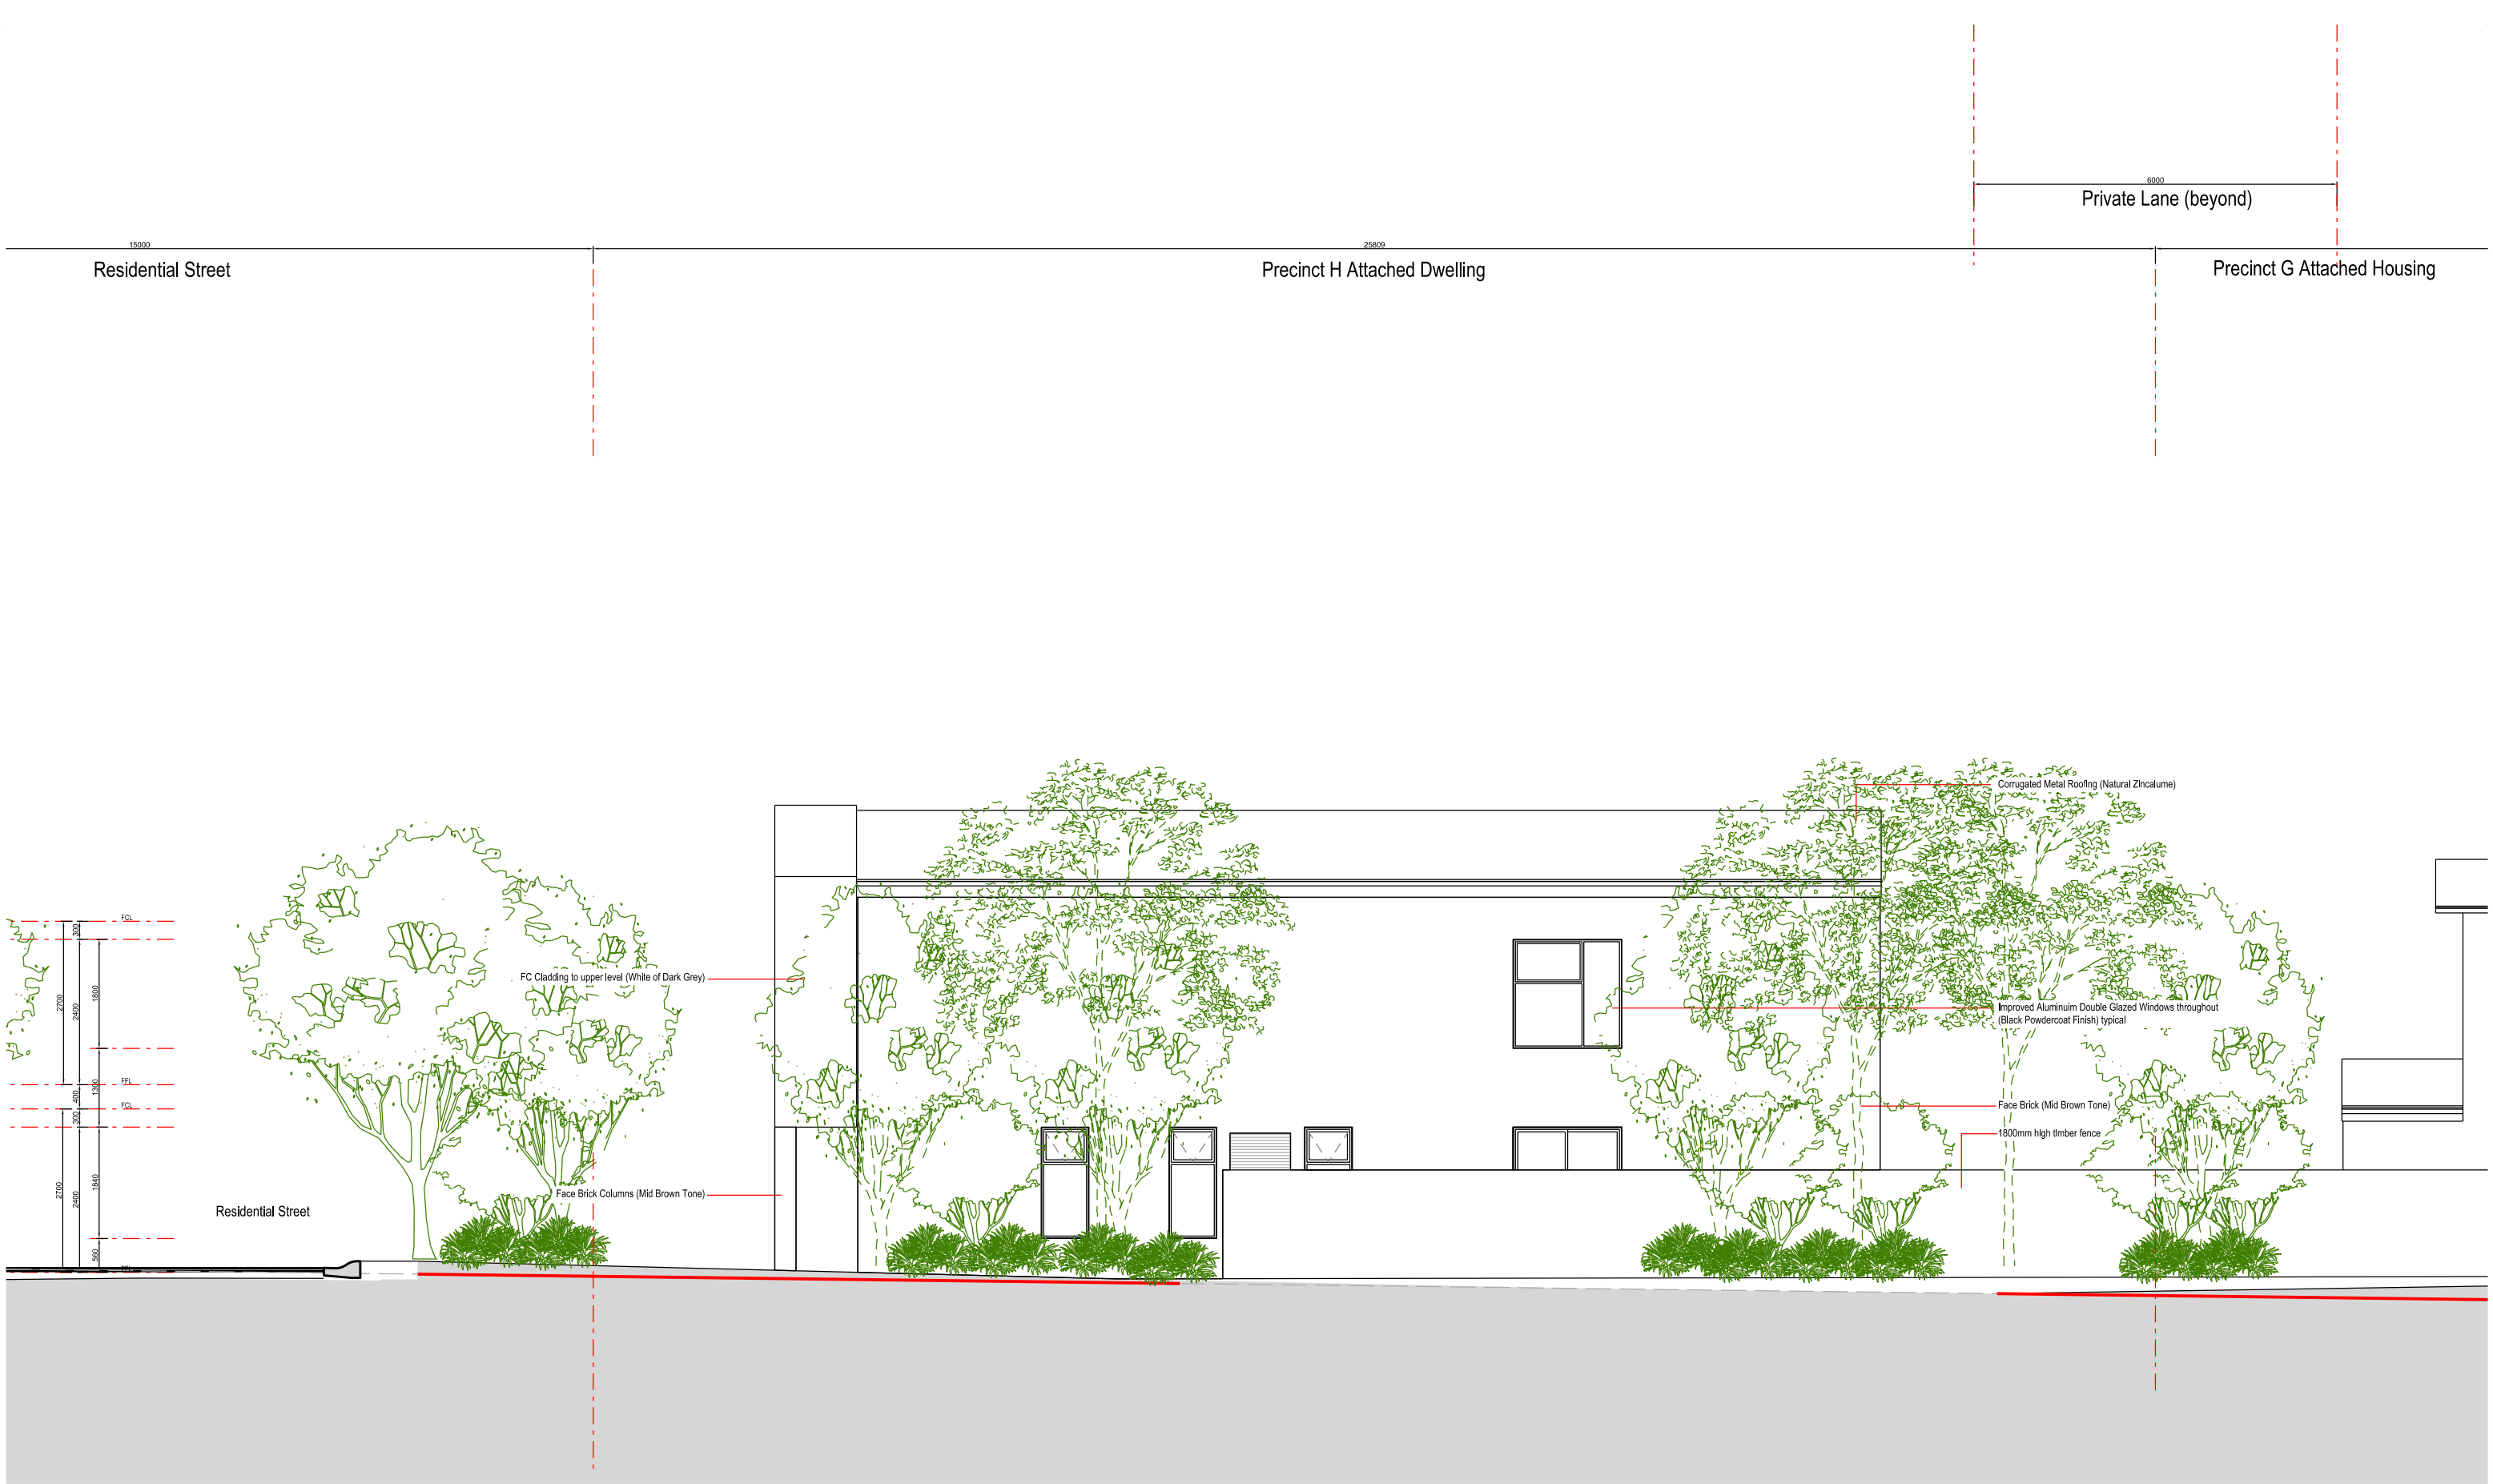 6000
Private Lane (beyond)
15000
25809
Residential Street
Precinct H Attached Dwelling
Precinct G Attached Housing
Corrugated Metal Roofing (Natural Zincalume)
FCL
300
FC Cladding to upper level (White of Dark Grey)
2700
2400
1800
Improved Aluminuim Double Glazed Windows throughout
(Black Powdercoat Finish) typical
FFL
400
1300
FCL
300
Face Brick (Mid Brown Tone)
1800mm high timber fence
2700
2400
1840
Face Brick Columns (Mid Brown Tone)
Residential Street
560
FFL